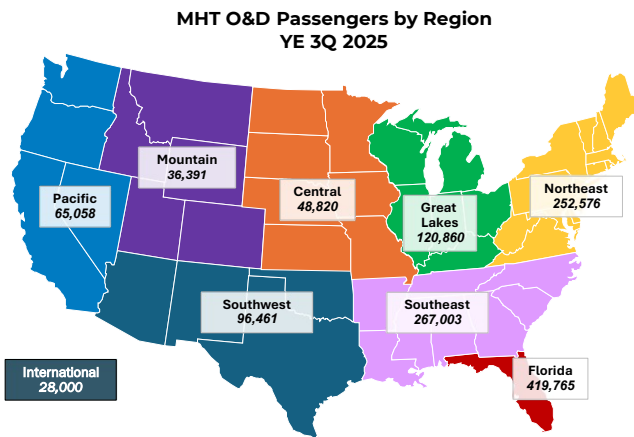 MHT O&D Passengers by Region
YE 3Q 2025
Mountain
36,391
Pacific
65,058
Central
48,820
Northeast
252,576
Great
Lakes
120,860
Southwest
96,461
Southeast
267,003
International
28,000
Florida
419,765